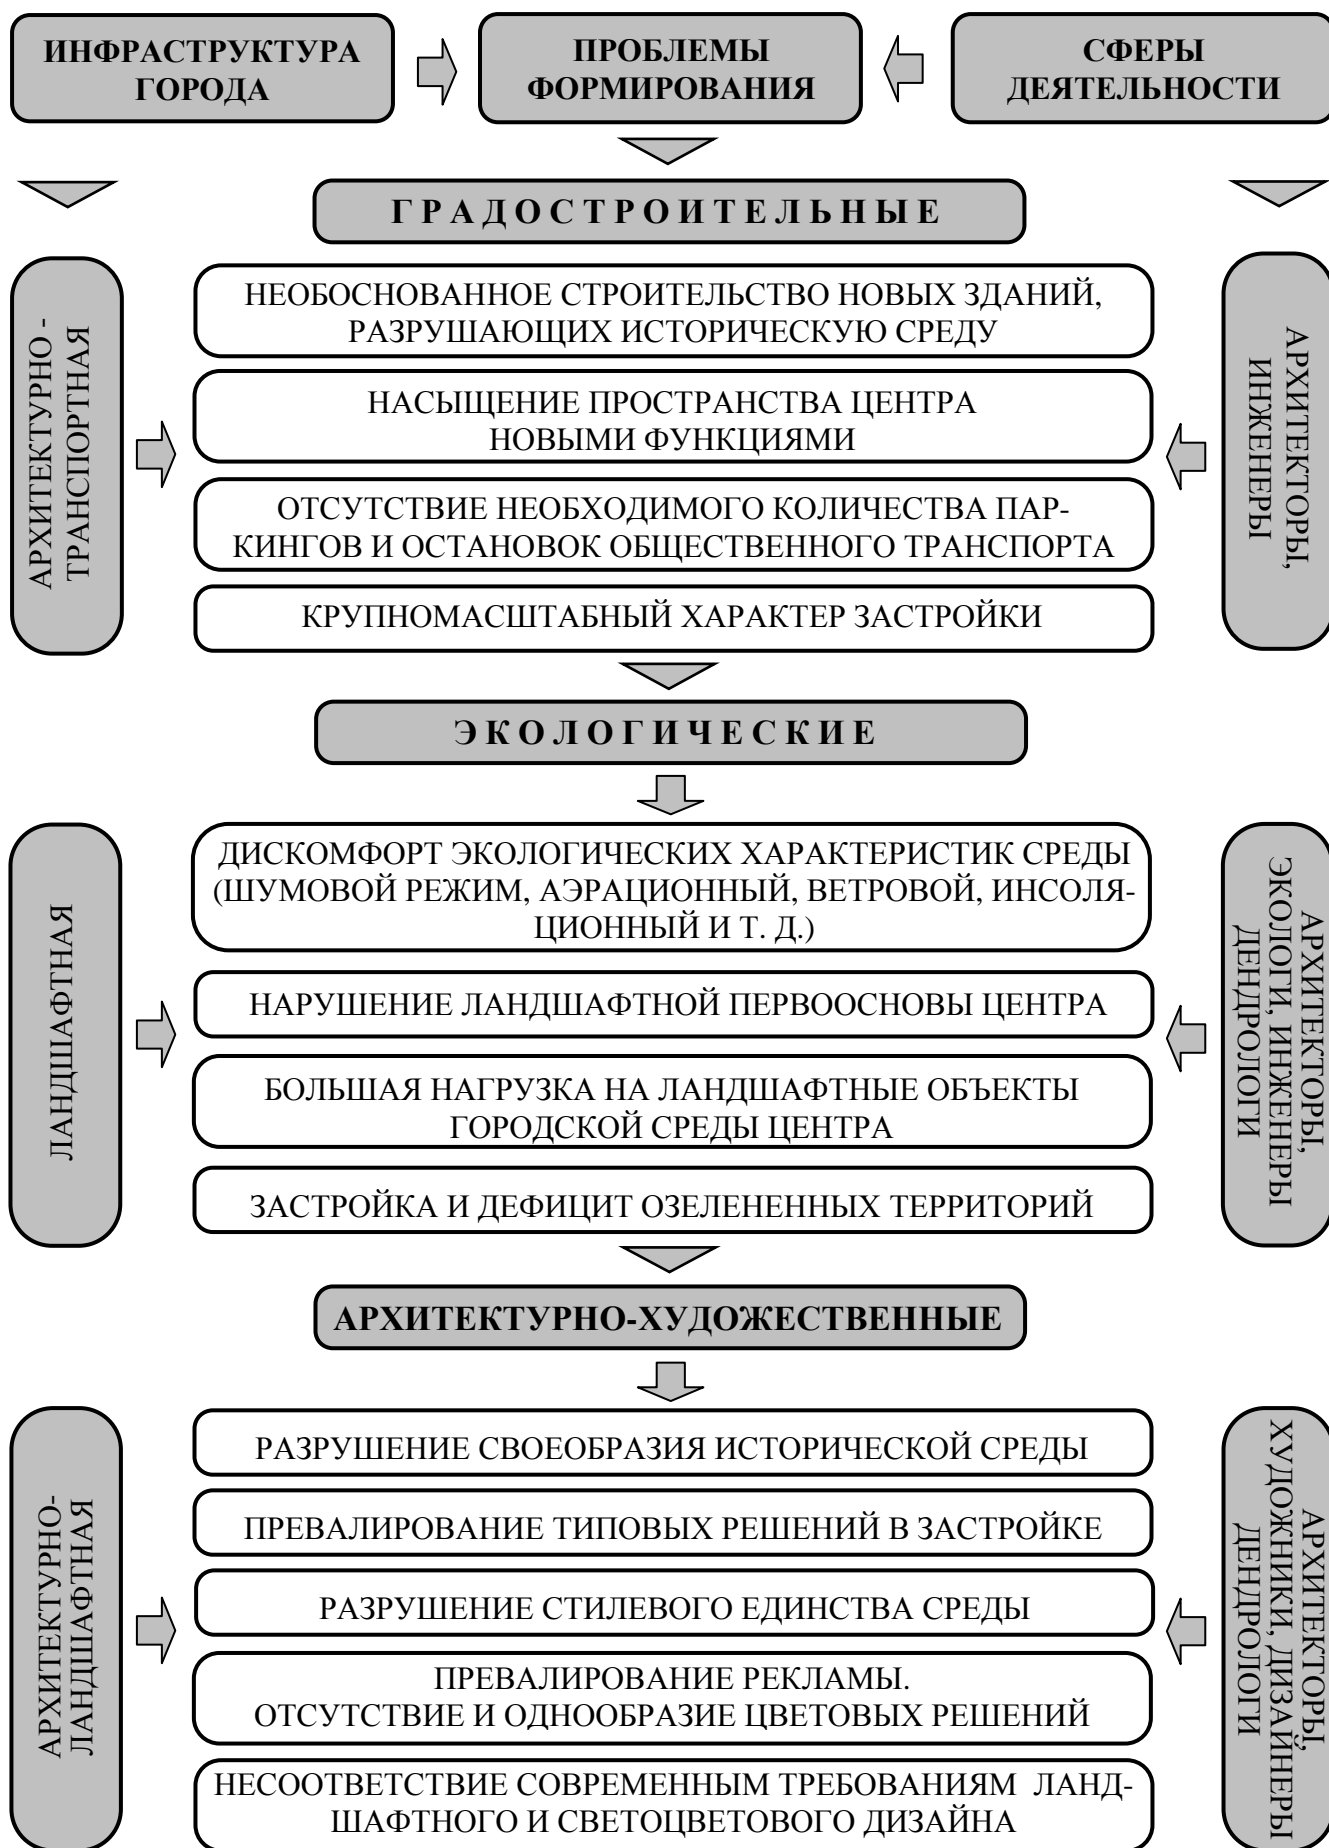 ИНФРАСТРУКТУРА
ГОРОДА
ПРОБЛЕМЫ
ФОРМИРОВАНИЯ
СФЕРЫ
ДЕЯТЕЛЬНОСТИ
ГРАДОСТРОИТЕЛЬНЫЕ
АРХИТЕКТУРНО -
ТРАНСПОРТНАЯ
НЕОБОСНОВАННОЕ СТРОИТЕЛЬСТВО НОВЫХ ЗДАНИЙ,
РАЗРУШАЮЩИХ ИСТОРИЧЕСКУЮ СРЕДУ
НАСЫЩЕНИЕ ПРОСТРАНСТВА ЦЕНТРА
НОВЫМИ ФУНКЦИЯМИ
ОТСУТСТВИЕ НЕОБХОДИМОГО КОЛИЧЕСТВА ПАР-
КИНГОВ И ОСТАНОВОК ОБЩЕСТВЕННОГО ТРАНСПОРТА
КРУПНОМАСШТАБНЫЙ ХАРАКТЕР ЗАСТРОЙКИ
АРХИТЕКТОРЫ,
ИНЖЕНЕРЫ
ЭКОЛОГИЧЕСКИЕ
ЛАНДШАФТНАЯ
ДИСКОМФОРТ ЭКОЛОГИЧЕСКИХ ХАРАКТЕРИСТИК СРЕДЫ
(ШУМОВОЙ РЕЖИМ, АЭРАЦИОННЫЙ, ВЕТРОВОЙ, ИНСОЛЯ-
ЦИОННЫЙ И Т. Д.)
НАРУШЕНИЕ ЛАНДШАФТНОЙ ПЕРВООСНОВЫ ЦЕНТРА
БОЛЬШАЯ НАГРУЗКА НА ЛАНДШАФТНЫЕ ОБЪЕКТЫ
ГОРОДСКОЙ СРЕДЫ ЦЕНТРА
ЗАСТРОЙКА И ДЕФИЦИТ ОЗЕЛЕНЕННЫХ ТЕРРИТОРИЙ
АРХИТЕКТОРЫ,
ЭКОЛОГИ, ИНЖЕНЕРЫ
ДЕНДРОЛОГИ
АРХИТЕКТУРНО-ХУДОЖЕСТВЕННЫЕ
АРХИТЕКТУРНО-
ЛАНДШАФТНАЯ
РАЗРУШЕНИЕ СВОЕОБРАЗИЯ ИСТОРИЧЕСКОЙ СРЕДЫ
ПРЕВАЛИРОВАНИЕ ТИПОВЫХ РЕШЕНИЙ В ЗАСТРОЙКЕ
РАЗРУШЕНИЕ СТИЛЕВОГО ЕДИНСТВА СРЕДЫ
ПРЕВАЛИРОВАНИЕ РЕКЛАМЫ.
ОТСУТСТВИЕ И ОДНООБРАЗИЕ ЦВЕТОВЫХ РЕШЕНИЙ
НЕСООТВЕТСТВИЕ СОВРЕМЕННЫМ ТРЕБОВАНИЯМ ЛАНД-
ШАФТНОГО И СВЕТОЦВЕТОВОГО ДИЗАЙНА
АРХИТЕКТОРЫ,
ХУДОЖНИКИ, ДИЗАЙНЕРЫ
ДЕНДРОЛОГИ